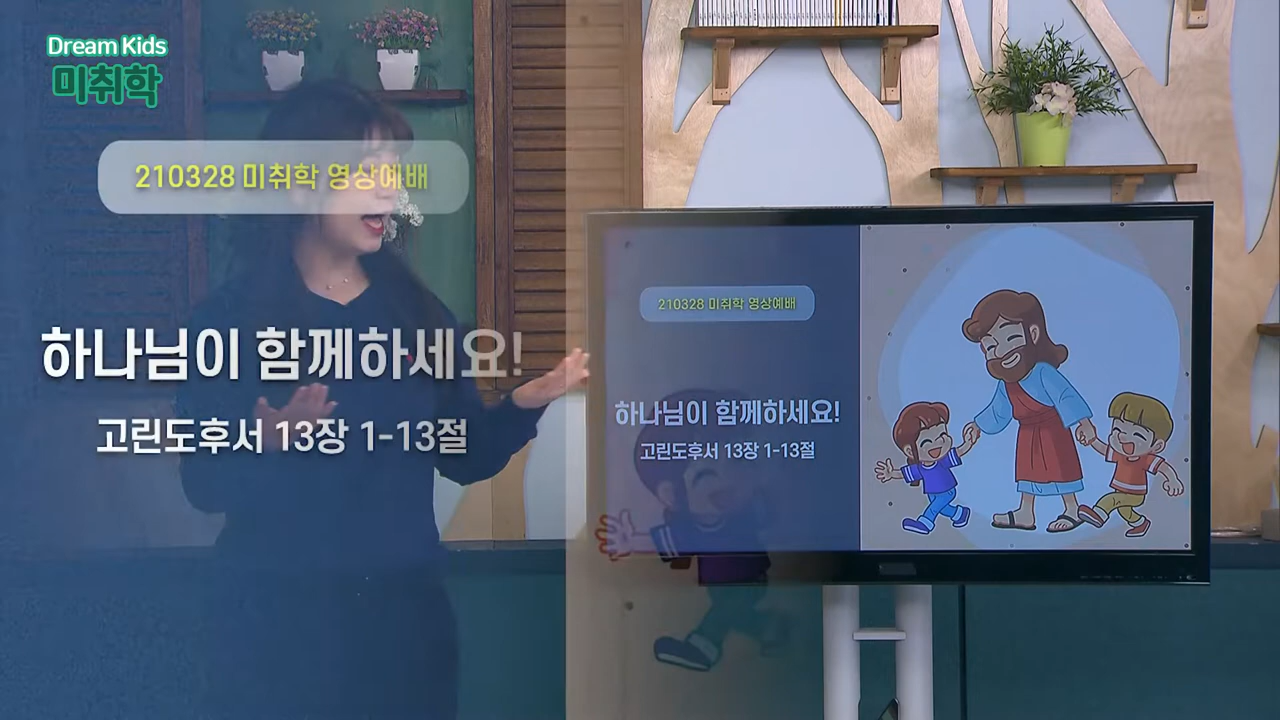 Dream Kids
미취학
210328 미취학 영상예배
하나님이 함께하세요!
고린도후서 13장 1-13절
210328 미취학 영상예배
하나님이 함께하세요!
고린도후서 13장 1-13절